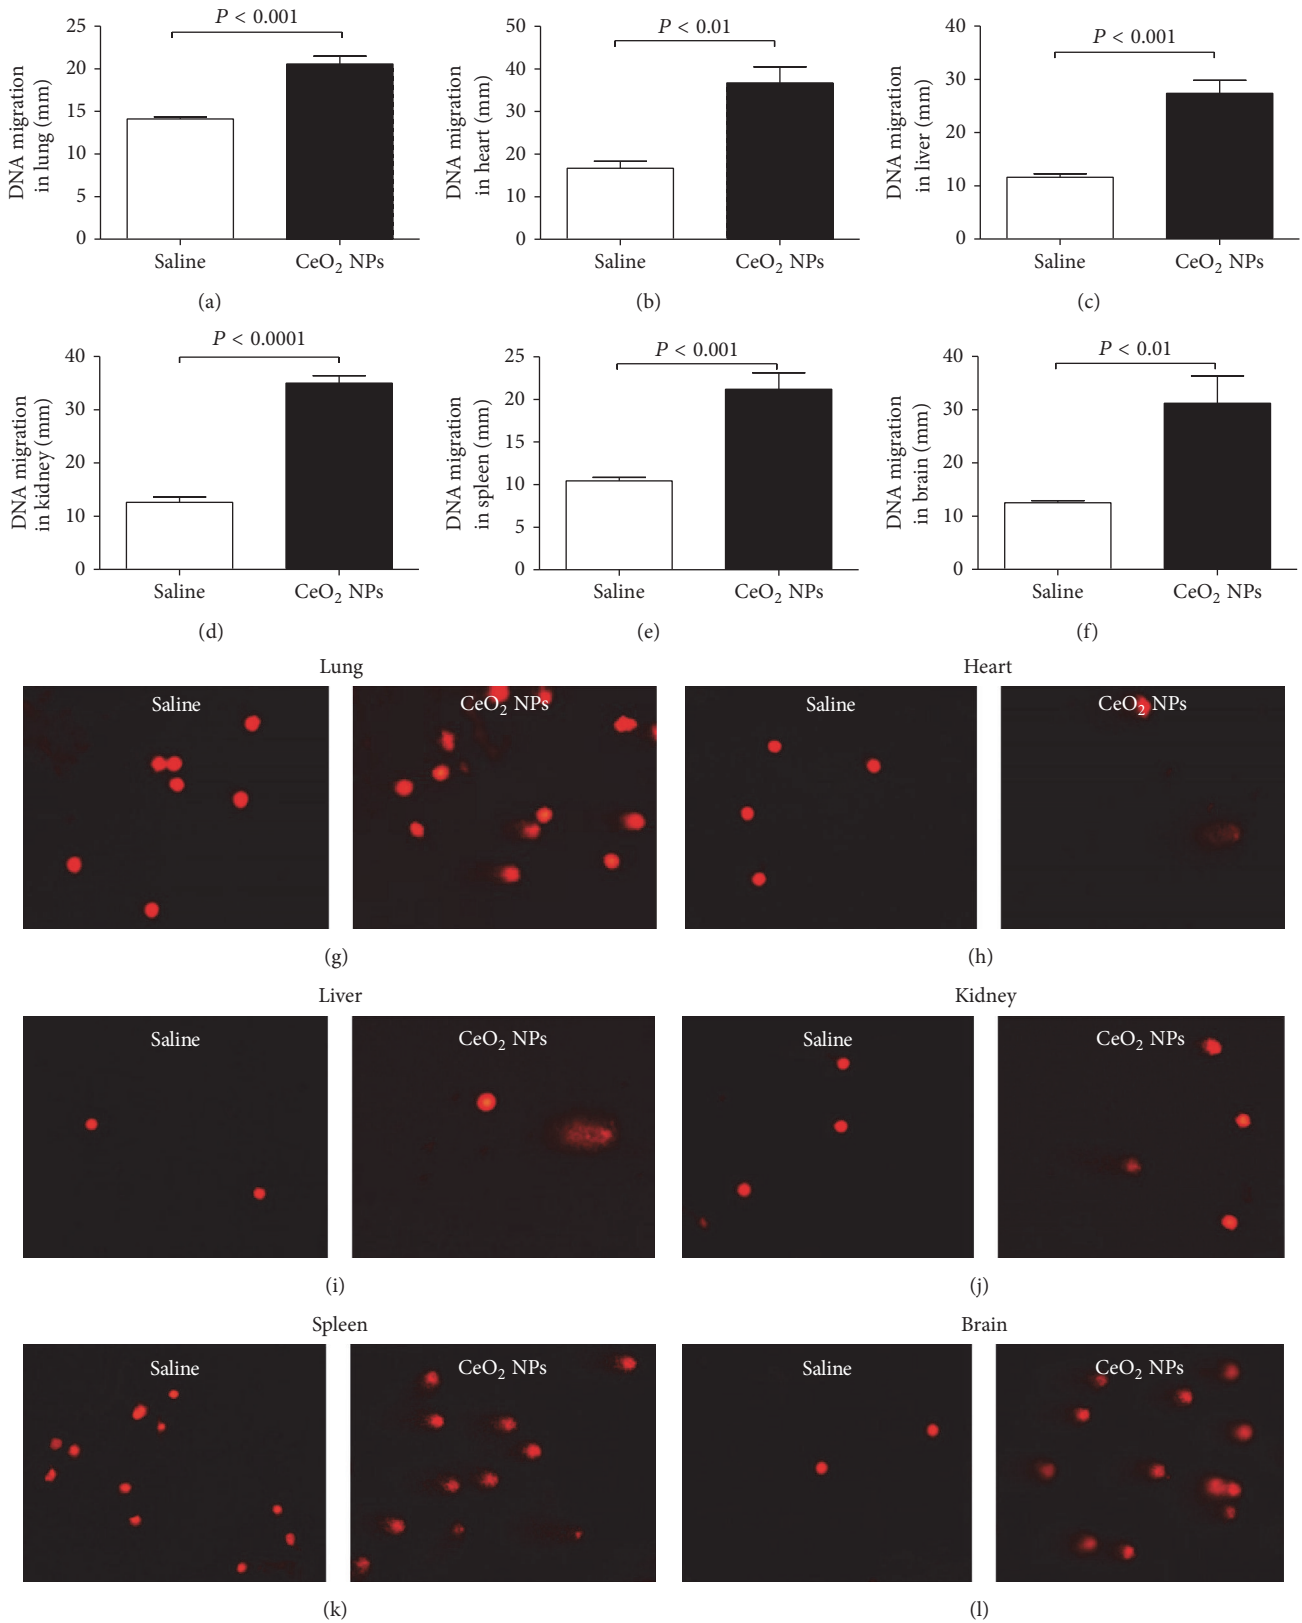 P < 0.001
25
20
15
10
5
0
DNA migration
in lung (mm)
Saline
CeO₂ NPs
(a)
P < 0.01
50
40
30
20
10
0
DNA migration
in heart (mm)
Saline
CeO₂ NPs
(b)
P < 0.001
40
30
20
10
0
DNA migration
in liver (mm)
Saline
CeO₂ NPs
(c)
P < 0.0001
40
30
20
10
0
DNA migration
in kidney (mm)
Saline
CeO₂ NPs
(d)
P < 0.001
25
20
15
10
5
0
DNA migration
in spleen (mm)
Saline
CeO₂ NPs
(e)
P < 0.01
40
30
20
10
0
DNA migration
in brain (mm)
Saline
CeO₂ NPs
(f)
Lung
Saline
CeO₂ NPs
(g)
Heart
Saline
CeO₂ NPs
(h)
Liver
Saline
CeO₂ NPs
(i)
Kidney
Saline
CeO₂ NPs
(j)
Spleen
Saline
CeO₂ NPs
(k)
Brain
Saline
CeO₂ NPs
(l)